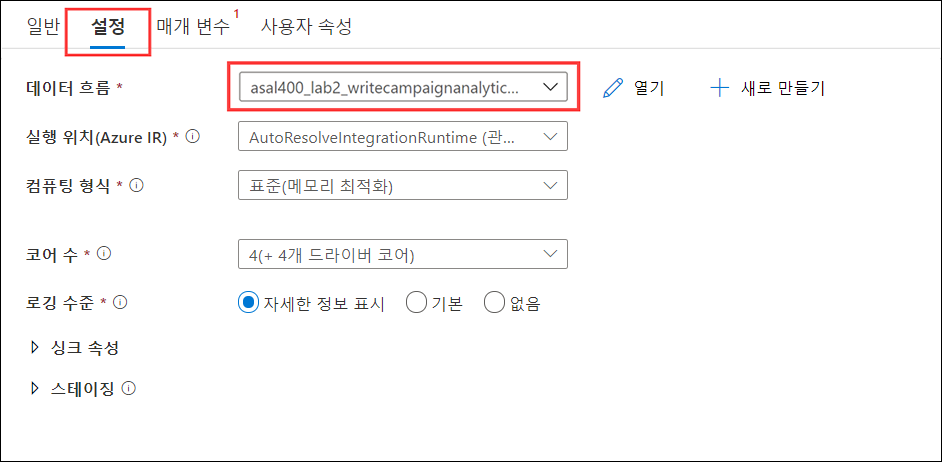 일반 설정 매개 변수 1 사용자 속성
데이터 흐름 * asal400_lab2_writecampaignanalytic... 열기 새로 만들기
실행 위치(Azure IR) * AutoResolveIntegrationRuntime (관...
컴퓨팅 형식 * 표준(메모리 최적화)
코어 수 * 4(+ 4개 드라이버 코어)
로깅 수준 * 자세한 정보 표시 기본 없음
싱크 속성
스테이징